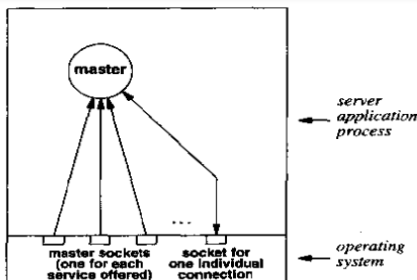 master
server
application
process
...
master sockets
(one for each
service offered)
socket for
one individual
connection
operating
system